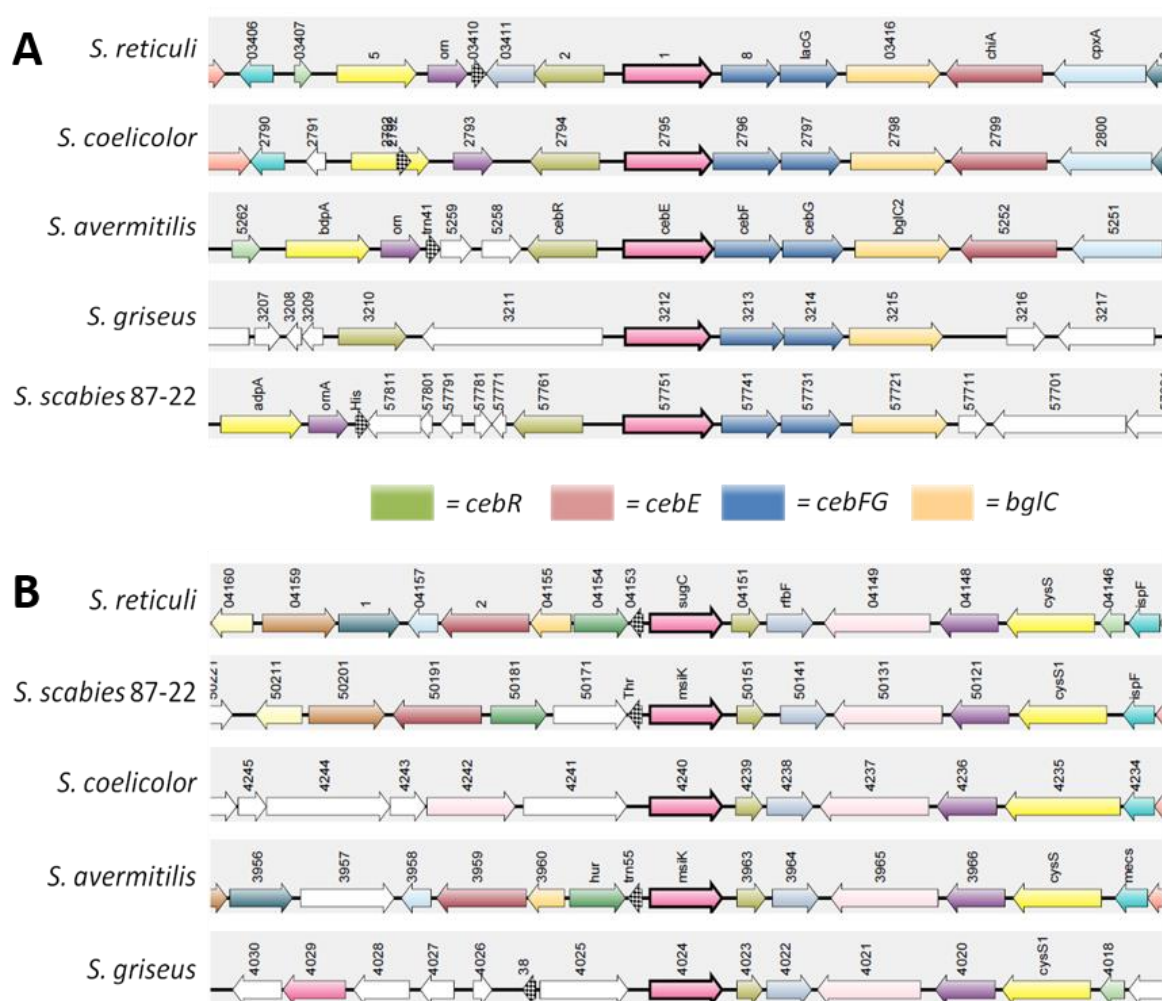 A
S. reticuli
03406 03407 5 orn 03410 03411 2 1 8 lacG 03416 chiA cpxA
S. coelicolor
2790 2791 2792 2793 2794 2795 2796 2797 2798 2799 2800
S. avermitilis
5262 bdpA orn trn41 5259 5258 cebR cebE cebF cebG bglC2 5252 5251
S. griseus
3207 3208 3209 3210 3211 3212 3213 3214 3215 3216 3217
S. scabies 87-22
adpA ornA His 57811 57801 57791 57781 57771 57761 57751 57741 57731 57721 57711 57701
= cebR = cebE = cebFG = bglC
B
S. reticuli
04160 04159 1 04157 2 04155 04154 04153 sugC 04151 rfbF 04149 04148 cysS 04146 ispF
S. scabies 87-22
50221 50211 50201 50191 50181 50171 Thr msiK 50151 50141 50131 50121 cysS1 ispF
S. coelicolor
4245 4244 4243 4242 4241 4240 4239 4238 4237 4236 4235 4234
S. avermitilis
3956 3957 3958 3959 3960 hur trn55 msiK 3963 3964 3965 3966 cysS mecs
S. griseus
4030 4029 4028 4027 4026 38 4025 4024 4023 4022 4021 4020 cysS1 4018